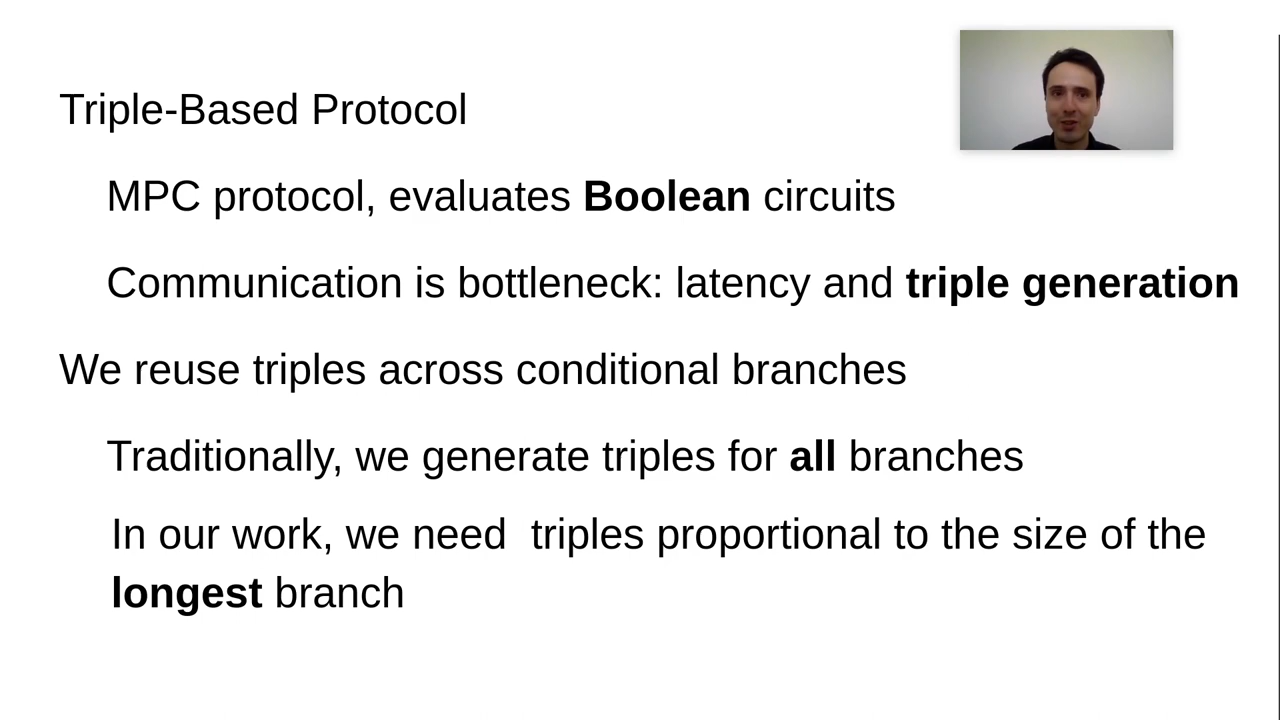 Triple-Based Protocol
MPC protocol, evaluates Boolean circuits
Communication is bottleneck: latency and triple generation
We reuse triples across conditional branches
Traditionally, we generate triples for all branches
In our work, we need  triples proportional to the size of the
longest branch